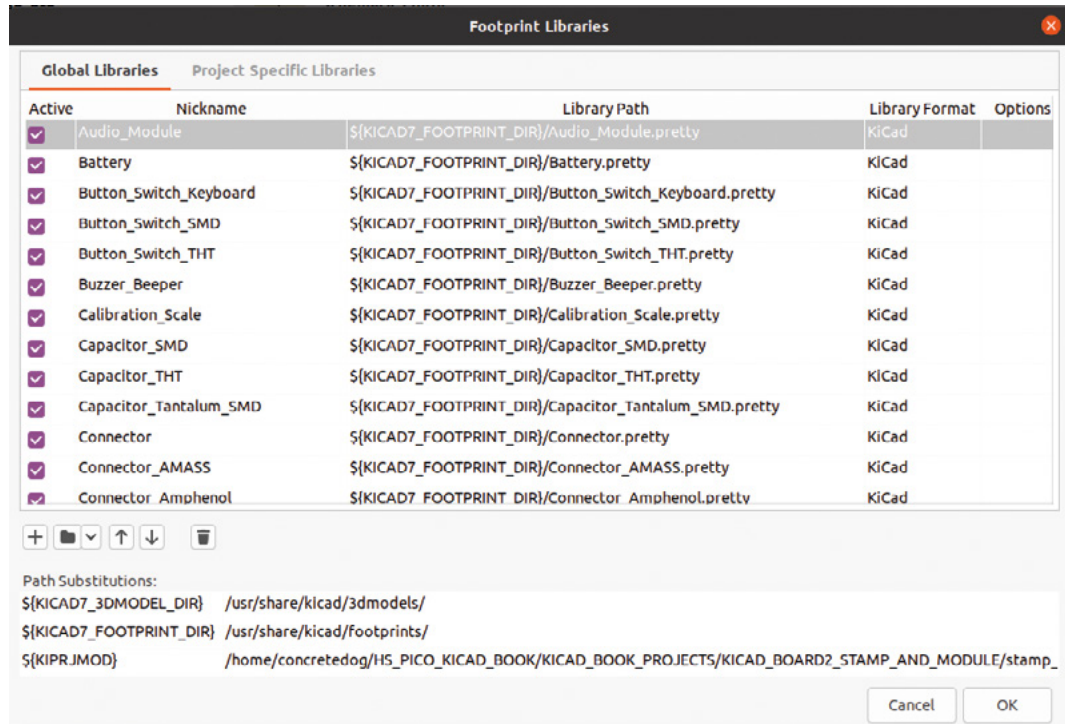 Footprint Libraries
Global Libraries Project Specific Libraries
Active Nickname Library Path Library Format Options
Audio_Module ${KICAD7_FOOTPRINT_DIR}/Audio_Module.pretty KiCad
Battery ${KICAD7_FOOTPRINT_DIR}/Battery.pretty KiCad
Button_Switch_Keyboard ${KICAD7_FOOTPRINT_DIR}/Button_Switch_Keyboard.pretty KiCad
Button_Switch_SMD ${KICAD7_FOOTPRINT_DIR}/Button_Switch_SMD.pretty KiCad
Button_Switch_THT ${KICAD7_FOOTPRINT_DIR}/Button_Switch_THT.pretty KiCad
Buzzer_Beeper ${KICAD7_FOOTPRINT_DIR}/Buzzer_Beeper.pretty KiCad
Calibration_Scale ${KICAD7_FOOTPRINT_DIR}/Calibration_Scale.pretty KiCad
Capacitor_SMD ${KICAD7_FOOTPRINT_DIR}/Capacitor_SMD.pretty KiCad
Capacitor_THT ${KICAD7_FOOTPRINT_DIR}/Capacitor_THT.pretty KiCad
Capacitor_Tantalum_SMD ${KICAD7_FOOTPRINT_DIR}/Capacitor_Tantalum_SMD.pretty KiCad
Connector ${KICAD7_FOOTPRINT_DIR}/Connector.pretty KiCad
Connector_AMASS ${KICAD7_FOOTPRINT_DIR}/Connector_AMASS.pretty KiCad
Connector_Amphenol ${KICAD7_FOOTPRINT_DIR}/Connector_Amphenol.pretty KiCad
Path Substitutions:
${KICAD7_3DMODEL_DIR} /usr/share/kicad/3dmodels/
${KICAD7_FOOTPRINT_DIR} /usr/share/kicad/footprints/
${KIPRJMOD} /home/concretedog/HS_PICO_KICAD_BOOK/KICAD_BOOK_PROJECTS/KICAD_BOARD2_STAMP_AND_MODULE/stamp_
Cancel OK